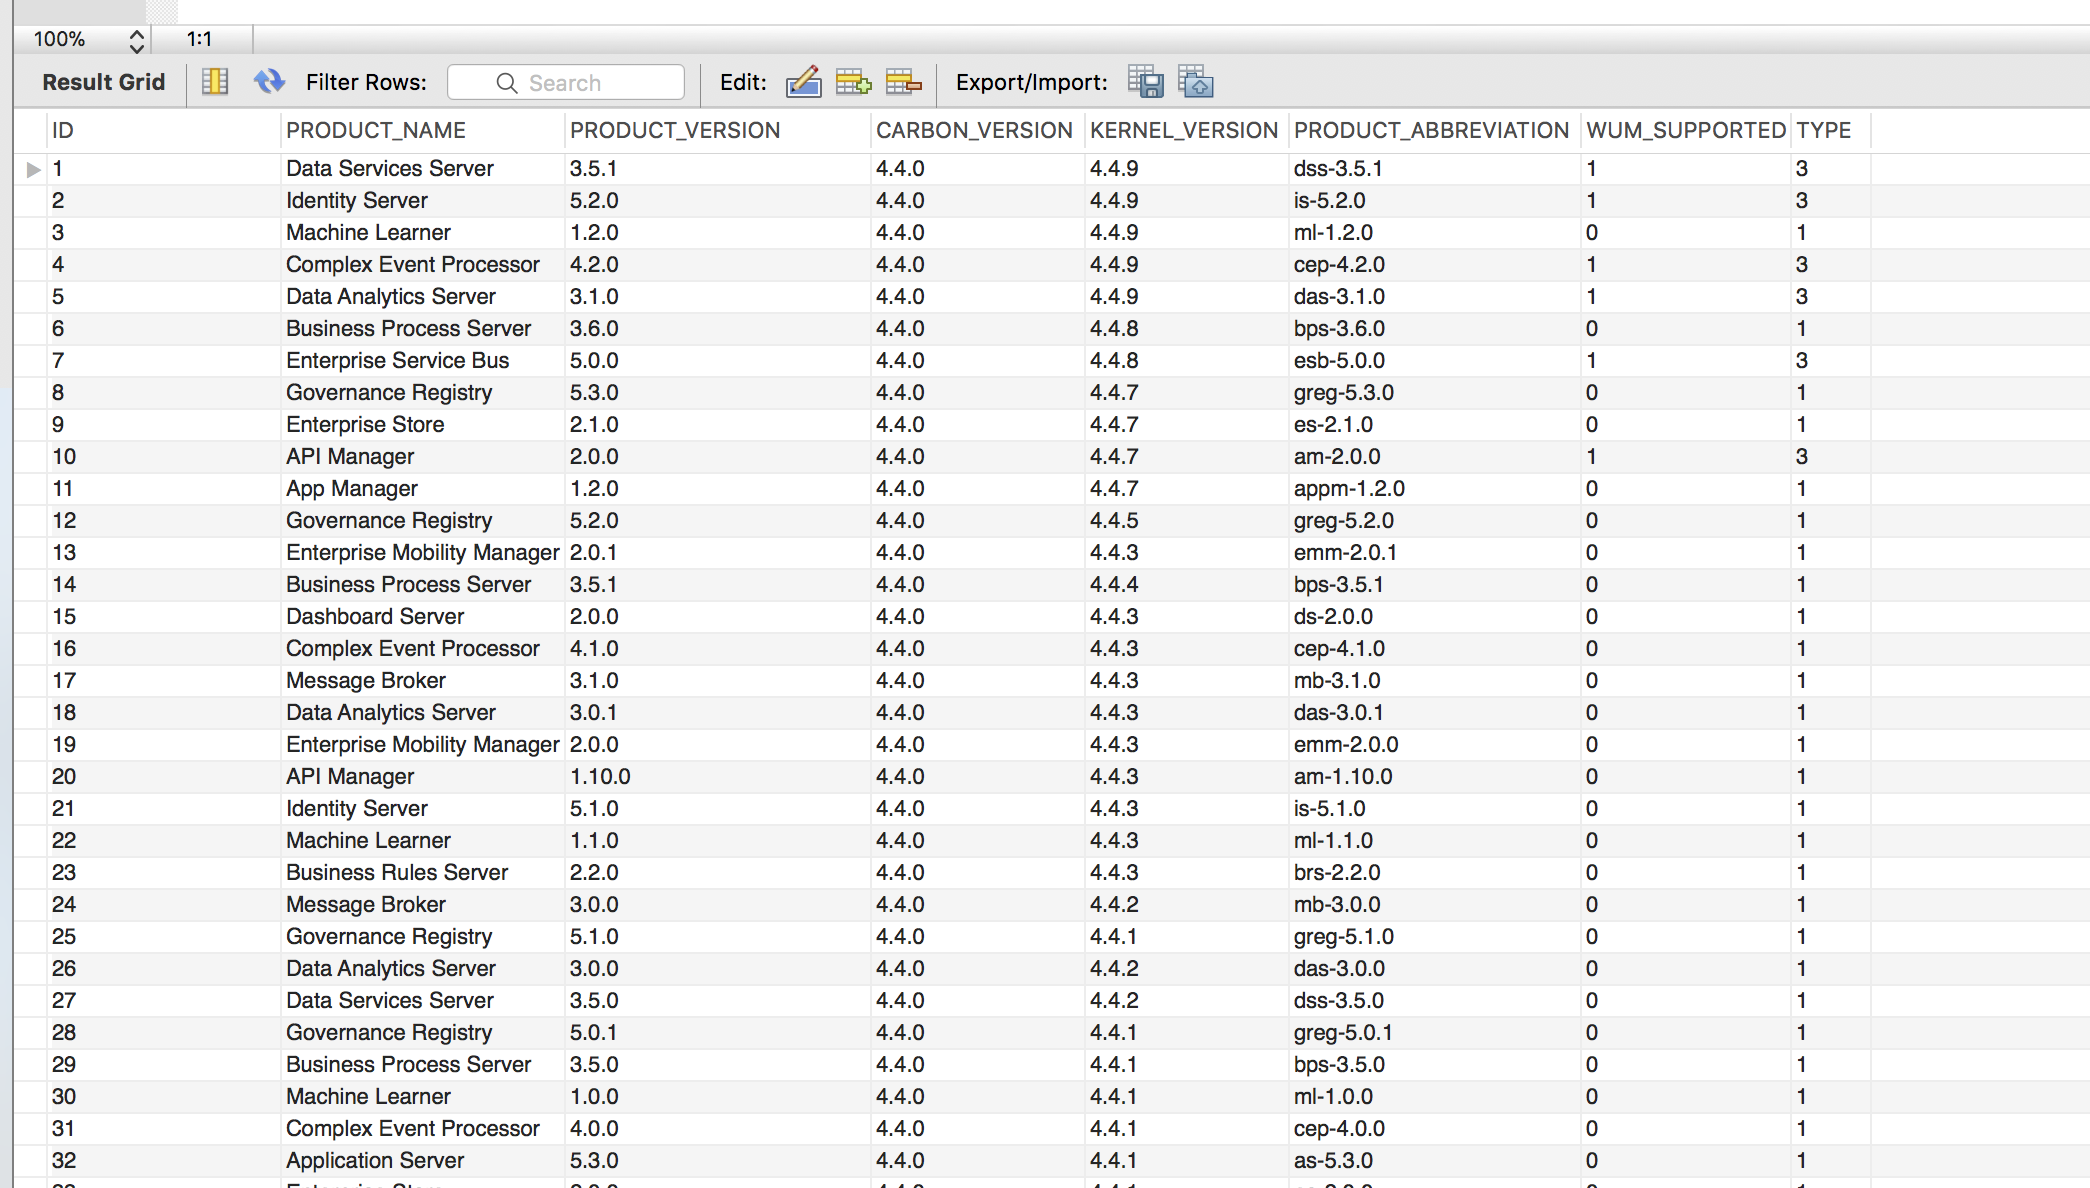 100% 1:1
Result Grid Filter Rows: Search Edit: Export/Import:
ID PRODUCT_NAME PRODUCT_VERSION CARBON_VERSION KERNEL_VERSION PRODUCT_ABBREVIATION WUM_SUPPORTED TYPE
1 Data Services Server 3.5.1 4.4.0 4.4.9 dss-3.5.1 1 3
2 Identity Server 5.2.0 4.4.0 4.4.9 is-5.2.0 1 3
3 Machine Learner 1.2.0 4.4.0 4.4.9 ml-1.2.0 0 1
4 Complex Event Processor 4.2.0 4.4.0 4.4.9 cep-4.2.0 1 3
5 Data Analytics Server 3.1.0 4.4.0 4.4.9 das-3.1.0 1 3
6 Business Process Server 3.6.0 4.4.0 4.4.8 bps-3.6.0 0 1
7 Enterprise Service Bus 5.0.0 4.4.0 4.4.8 esb-5.0.0 1 3
8 Governance Registry 5.3.0 4.4.0 4.4.7 greg-5.3.0 0 1
9 Enterprise Store 2.1.0 4.4.0 4.4.7 es-2.1.0 0 1
10 API Manager 2.0.0 4.4.0 4.4.7 am-2.0.0 1 3
11 App Manager 1.2.0 4.4.0 4.4.7 appm-1.2.0 0 1
12 Governance Registry 5.2.0 4.4.0 4.4.5 greg-5.2.0 0 1
13 Enterprise Mobility Manager 2.0.1 4.4.0 4.4.3 emm-2.0.1 0 1
14 Business Process Server 3.5.1 4.4.0 4.4.4 bps-3.5.1 0 1
15 Dashboard Server 2.0.0 4.4.0 4.4.3 ds-2.0.0 0 1
16 Complex Event Processor 4.1.0 4.4.0 4.4.3 cep-4.1.0 0 1
17 Message Broker 3.1.0 4.4.0 4.4.3 mb-3.1.0 0 1
18 Data Analytics Server 3.0.1 4.4.0 4.4.3 das-3.0.1 0 1
19 Enterprise Mobility Manager 2.0.0 4.4.0 4.4.3 emm-2.0.0 0 1
20 API Manager 1.10.0 4.4.0 4.4.3 am-1.10.0 0 1
21 Identity Server 5.1.0 4.4.0 4.4.3 is-5.1.0 0 1
22 Machine Learner 1.1.0 4.4.0 4.4.3 ml-1.1.0 0 1
23 Business Rules Server 2.2.0 4.4.0 4.4.3 brs-2.2.0 0 1
24 Message Broker 3.0.0 4.4.0 4.4.2 mb-3.0.0 0 1
25 Governance Registry 5.1.0 4.4.0 4.4.1 greg-5.1.0 0 1
26 Data Analytics Server 3.0.0 4.4.0 4.4.2 das-3.0.0 0 1
27 Data Services Server 3.5.0 4.4.0 4.4.2 dss-3.5.0 0 1
28 Governance Registry 5.0.1 4.4.0 4.4.1 greg-5.0.1 0 1
29 Business Process Server 3.5.0 4.4.0 4.4.1 bps-3.5.0 0 1
30 Machine Learner 1.0.0 4.4.0 4.4.1 ml-1.0.0 0 1
31 Complex Event Processor 4.0.0 4.4.0 4.4.1 cep-4.0.0 0 1
32 Application Server 5.3.0 4.4.0 4.4.1 as-5.3.0 0 1